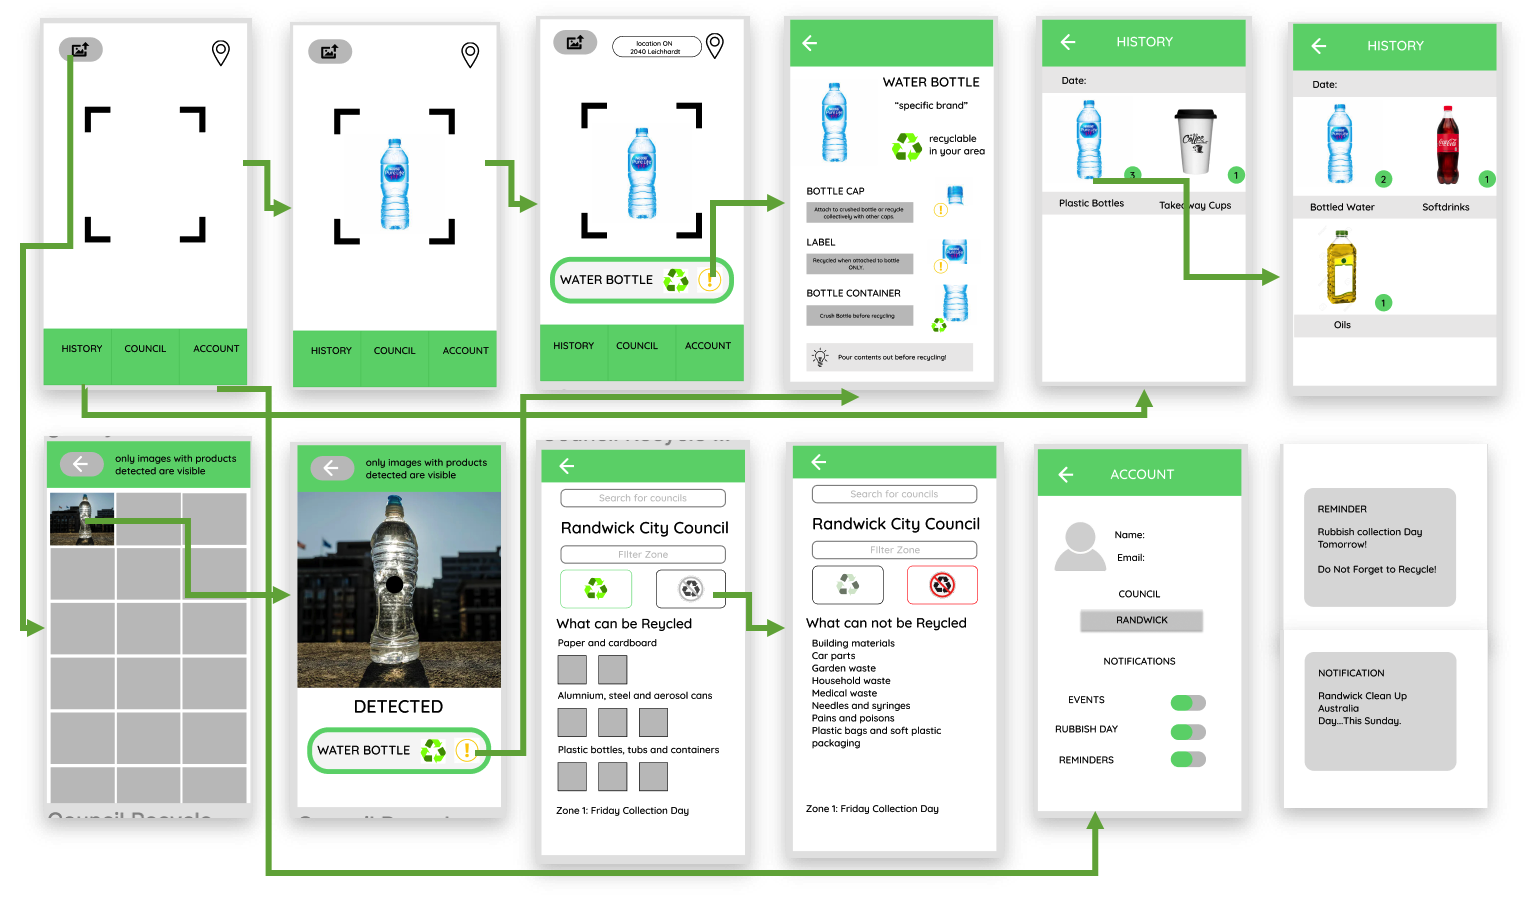 HISTORY
COUNCIL
ACCOUNT
HISTORY
COUNCIL
ACCOUNT
location ON
2040 Leichhardt
WATER BOTTLE
HISTORY
COUNCIL
ACCOUNT
WATER BOTTLE
"specific brand"
recyclable
in your area
BOTTLE CAP
Attach to crushed bottle or recycle
collectively with other caps.
LABEL
Recycled when attached to bottle
ONLY.
BOTTLE CONTAINER
Crush Bottle before recycling
Pour contents out before recycling!
HISTORY
Date:
Coffee
3
1
Plastic Bottles
Takeaway Cups
HISTORY
Date:
Coca-Cola
2
1
Bottled Water
Softdrinks
1
Oils
only images with products
detected are visible
Council Recycle
only images with products
detected are visible
DETECTED
WATER BOTTLE
Search for councils
Randwick City Council
FIlter Zone
What can be Reycled
Paper and cardboard
Alumnium, steel and aerosol cans
Plastic bottles, tubs and containers
Zone 1: Friday Collection Day
Search for councils
Randwick City Council
Filter Zone
What can not be Reycled
Building materials
Car parts
Garden waste
Household waste
Medical waste
Needles and syringes
Pains and poisons
Plastic bags and soft plastic
packaging
Zone 1: Friday Collection Day
ACCOUNT
Name:
Email:
COUNCIL
RANDWICK
NOTIFICATIONS
EVENTS
RUBBISH DAY
REMINDERS
REMINDER
Rubbish collection Day
Tomorrow!
Do Not Forget to Recycle!
NOTIFICATION
Randwick Clean Up
Australia
Day...This Sunday.